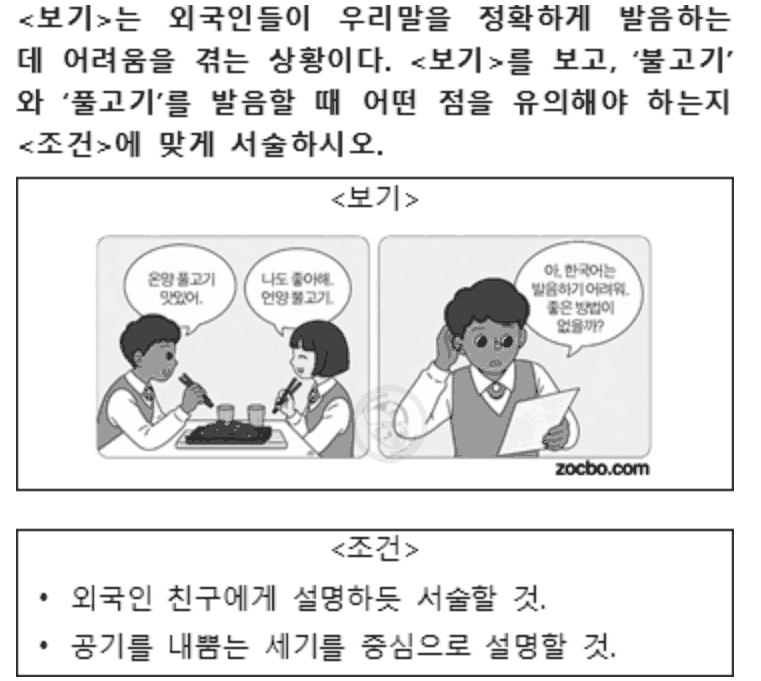 <보기>는 외국인들이 우리말을 정확하게 발음하는
데 어려움을 겪는 상황이다. <보기>를 보고, ‘불고기’
와 ‘풀고기’를 발음할 때 어떤 점을 유의해야 하는지
<조건>에 맞게 서술하시오.
<보기>
온양 풀고기
맛있어.
나도 좋아해.
언양 불고기.
아, 한국어는
발음하기 어려워.
좋은 방법이
없을까?
zocbo.com
<조건>
• 외국인 친구에게 설명하듯 서술할 것.
• 공기를 내뿜는 세기를 중심으로 설명할 것.